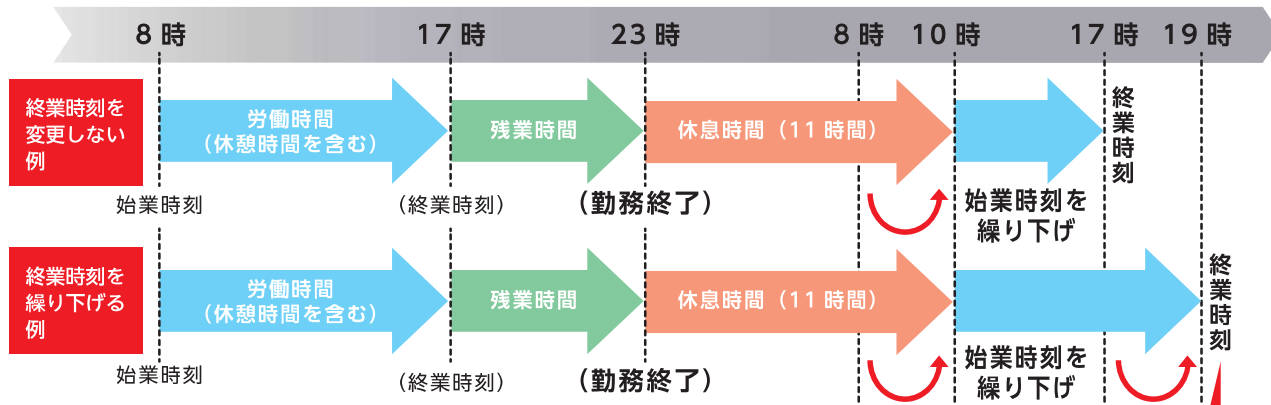 8時 17時 23時 8時 10時 17時 19時
終業時刻を
変更しない
例
労働時間
（休憩時間を含む）
残業時間
休息時間（11時間）
終業時刻
始業時刻
（終業時刻）
（勤務終了）
始業時刻を
繰り下げ
終業時刻を
繰り下げる
例
労働時間
（休憩時間を含む）
残業時間
休息時間（11時間）
終業時刻
始業時刻
（終業時刻）
（勤務終了）
始業時刻を
繰り下げ